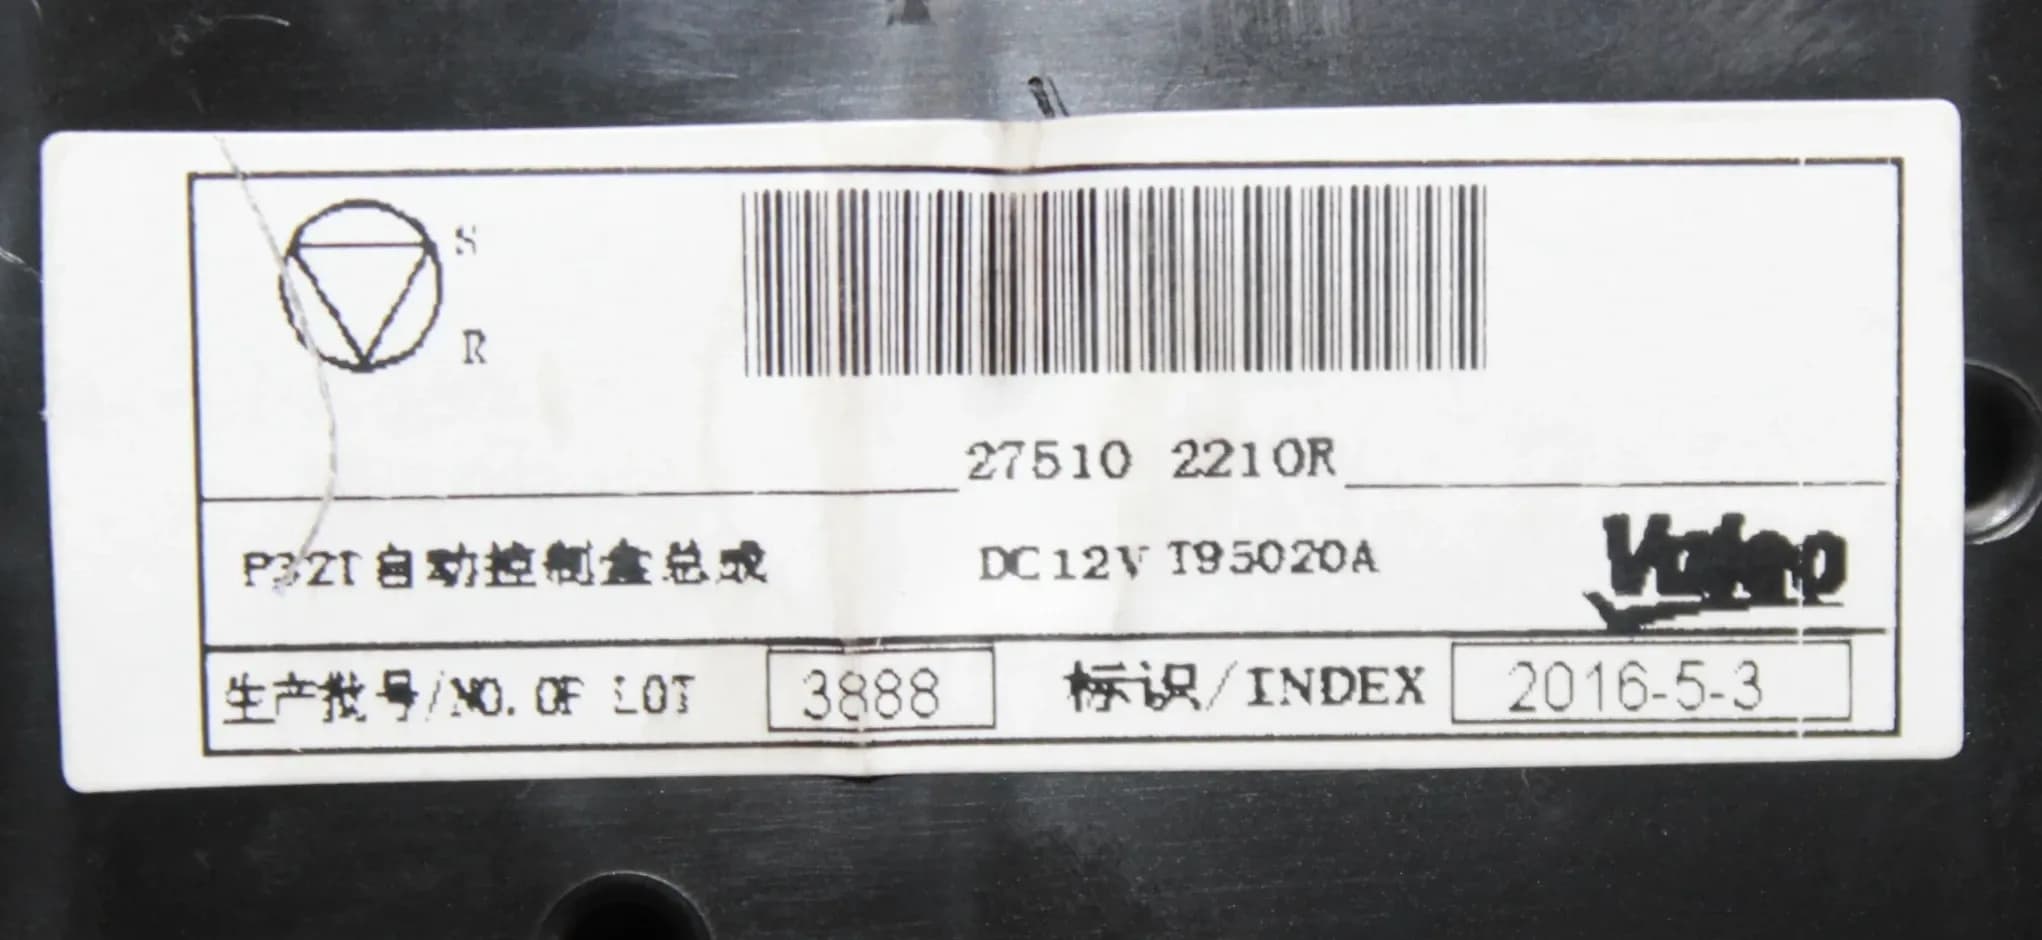 S
R
27510 2210R
P32T自动控制盒总成 DC12V T95020A Valeo
生产批号/NO. OF LOT 3888 标识/INDEX 2016-5-3